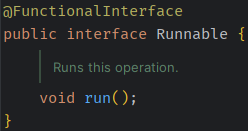 @FunctionalInterface
public interface Runnable {
Runs this operation.
void run();
}